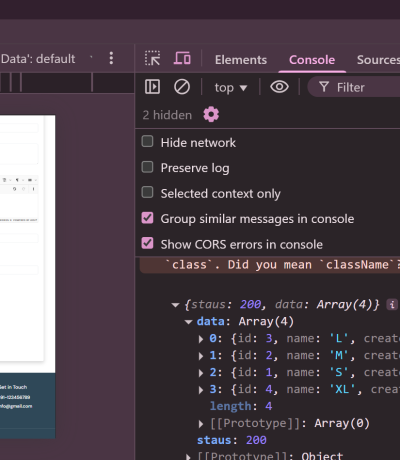 Data': default
Elements Console Sources
top Filter
2 hidden
Hide network
Preserve log
Selected context only
Group similar messages in console
Show CORS errors in console
`class`. Did you mean `className`?
{staus: 200, data: Array(4)} i
data: Array(4)
0: {id: 3, name: 'L', create
1: {id: 2, name: 'M', create
2: {id: 1, name: 'S', create
3: {id: 4, name: 'XL', crea
length: 4
[[Prototype]]: Array(0)
staus: 200
[[Prototype]]: Object
Get in Touch
91-123456789
nfo@gmail.com